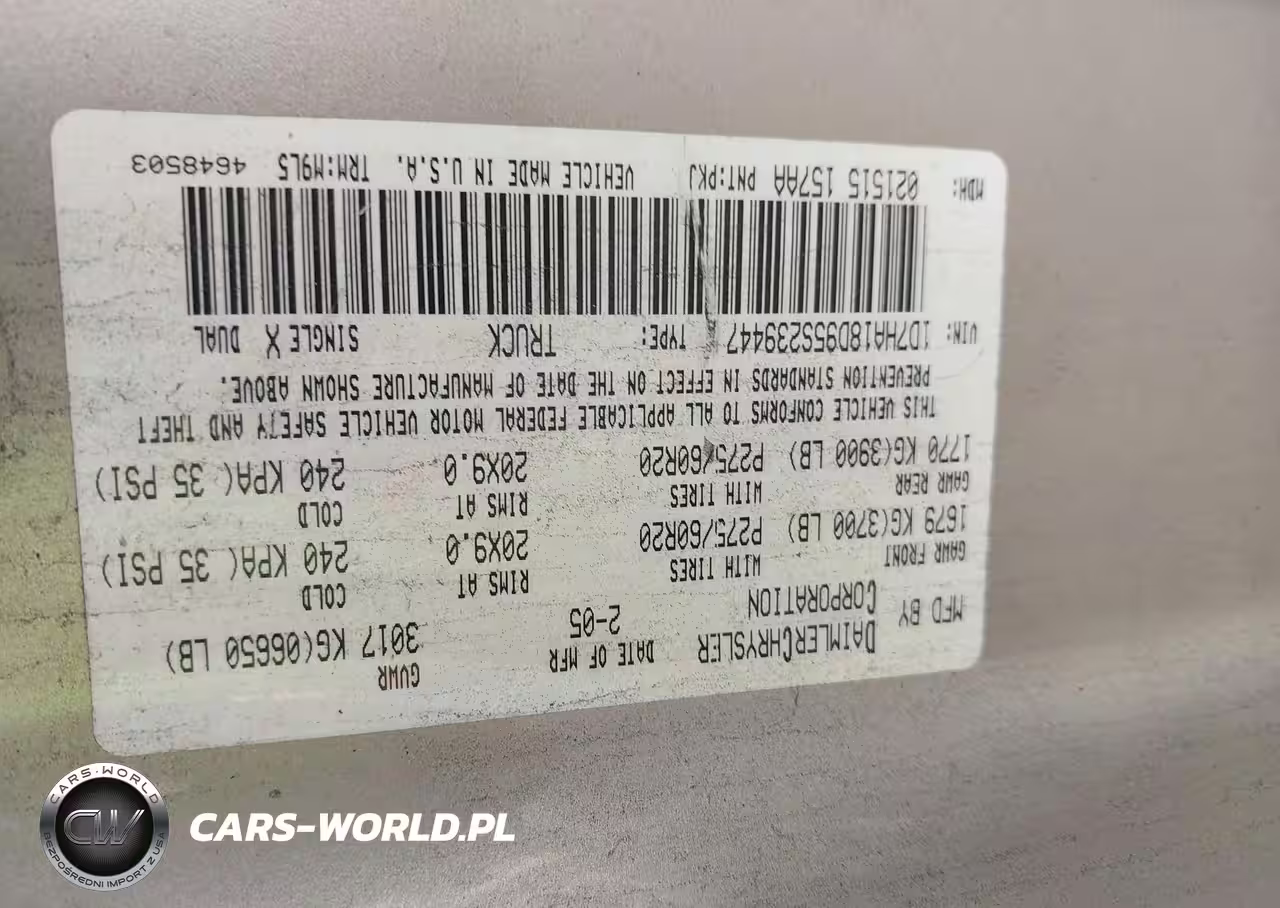 MFD BY DAIMLERCHRYSLER CORPORATION DATE OF MFR 2-05 GVWR 3017 KG(06650 LB)
GAWR FRONT WITH TIRES RIMS AT COLD
1679 KG(3700 LB) P275/60R20 20X9.0 240 KPA( 35 PSI)
GAWR REAR WITH TIRES RIMS AT COLD
1770 KG(3900 LB) P275/60R20 20X9.0 240 KPA( 35 PSI)
THIS VEHICLE CONFORMS TO ALL APPLICABLE FEDERAL MOTOR VEHICLE SAFETY AND THEFT
PREVENTION STANDARDS IN EFFECT ON THE DATE OF MANUFACTURE SHOWN ABOVE.
VIN: 1D7HA18D95S239447 TYPE: TRUCK SINGLE X DUAL
MDH: 021515 157AA PNT:PKJ VEHICLE MADE IN U.S.A. TRM:M9L5 4648503
CARS-WORLD
CW
BEZPOŚREDNI IMPORT Z USA
CARS-WORLD.PL